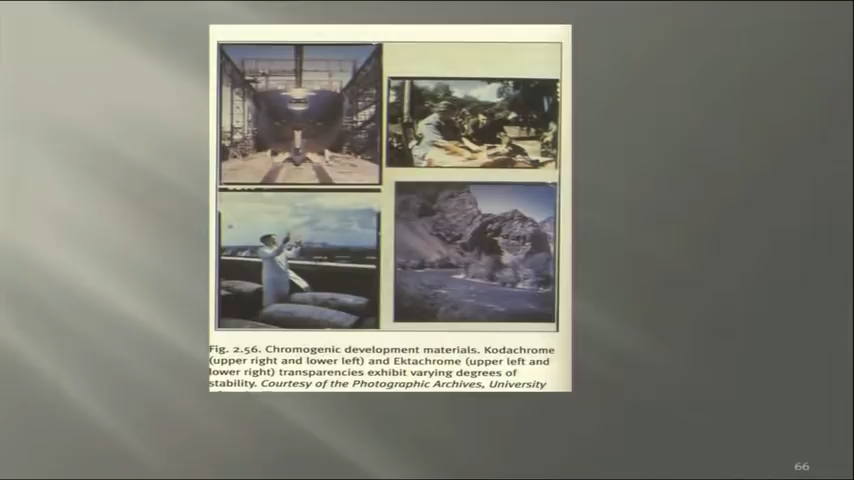 Fig. 2.56. Chromogenic development materials. Kodachrome
(upper right and lower left) and Ektachrome (upper left and
lower right) transparencies exhibit varying degrees of
stability. Courtesy of the Photographic Archives, University
66